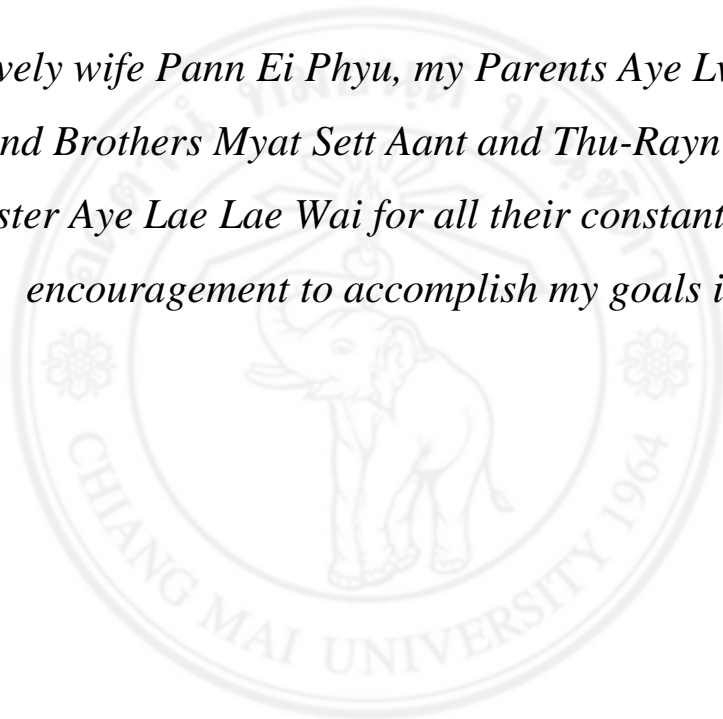 vely wife Pann Ei Phyu, my Parents Aye
nd Brothers Myat Sett Aant and Thu-Rayn
ster Aye Lae Lae Wai for all their constant
encouragement to accomplish my goals i
CHIANG MAI UNIVERSITY 1964